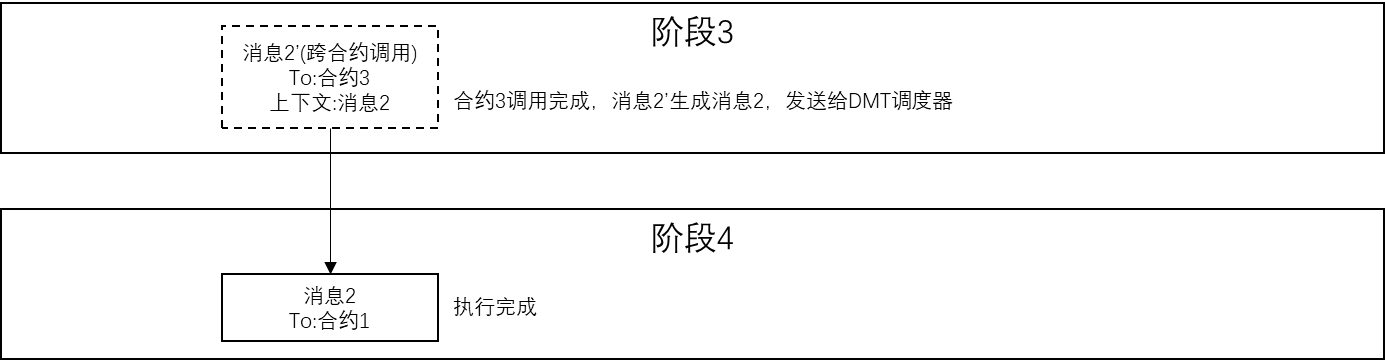 阶段3
消息2’(跨合约调用)
To:合约3
上下文:消息2
合约3调用完成，消息2’生成消息2，发送给DMT调度器
阶段4
消息2
To:合约1
执行完成